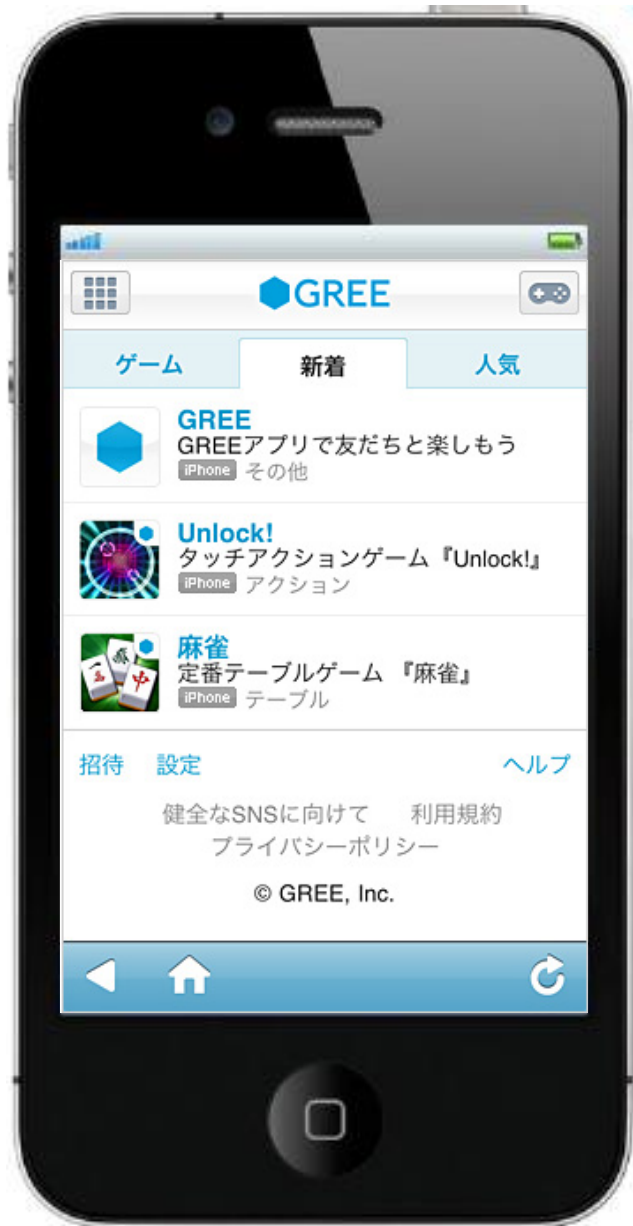 GREE
ゲーム 新着 人気
GREE
GREEアプリで友だちと楽しもう
iPhone その他
Unlock!
タッチアクションゲーム『Unlock!』
iPhone アクション
麻雀
定番テーブルゲーム 『麻雀』
iPhone テーブル
招待 設定 ヘルプ
健全なSNSに向けて 利用規約
プライバシーポリシー
© GREE, Inc.